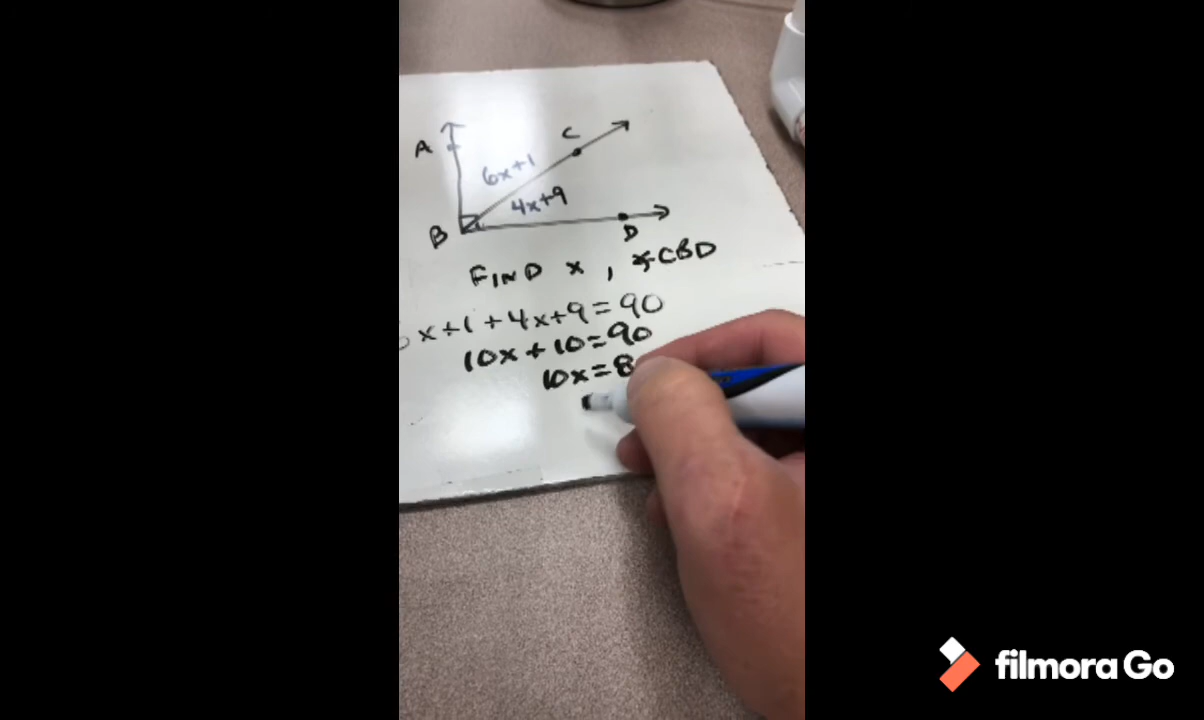 A
C
6x+1
4x+9
B
D
FIND x, ∡CBD
x+1+4x+9=90
10x+10=90
10x=8
filmora Go